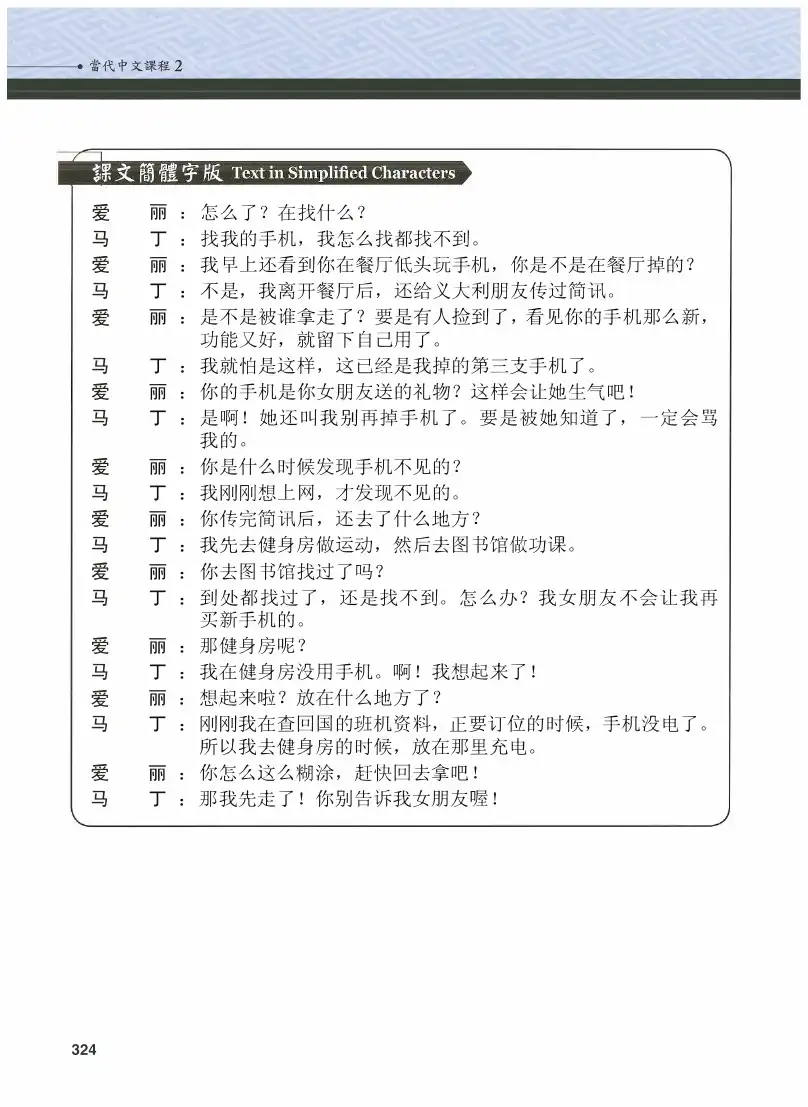 • 當代中文課程 2
課文簡體字版 Text in Simplified Characters
爱 丽 : 怎么了？在找什么？
马 丁 : 找我的手机，我怎么找都找不到。
爱 丽 : 我早上还看到你在餐厅低头玩手机，你是不是在餐厅掉的？
马 丁 : 不是，我离开餐厅后，还给义大利朋友传过简讯。
爱 丽 : 是不是被谁拿走了？要是有人捡到了，看见你的手机那么新，
功能又好，就留下自己用了。
马 丁 : 我就怕是这样，这已经是我掉的第三支手机了。
爱 丽 : 你的手机是你女朋友送的礼物？这样会让她生气吧！
马 丁 : 是啊！她还叫我别再掉手机了。要是被她知道了，一定会骂
我的。
爱 丽 : 你是什么时候发现手机不见的？
马 丁 : 我刚刚想上网，才发现不见的。
爱 丽 : 你传完简讯后，还去了什么地方？
马 丁 : 我先去健身房做运动，然后去图书馆做功课。
爱 丽 : 你去图书馆找过了吗？
马 丁 : 到处都找过了，还是找不到。怎么办？我女朋友不会让我再
买新手机的。
爱 丽 : 那健身房呢？
马 丁 : 我在健身房没用手机。啊！我想起来了！
爱 丽 : 想起来啦？放在什么地方了？
马 丁 : 刚刚我在查回国的班机资料，正要订位的时候，手机没电了。
所以我去健身房的时候，放在那里充电。
爱 丽 : 你怎么这么糊涂，赶快回去拿吧！
马 丁 : 那我先走了！你别告诉我女朋友喔！
324